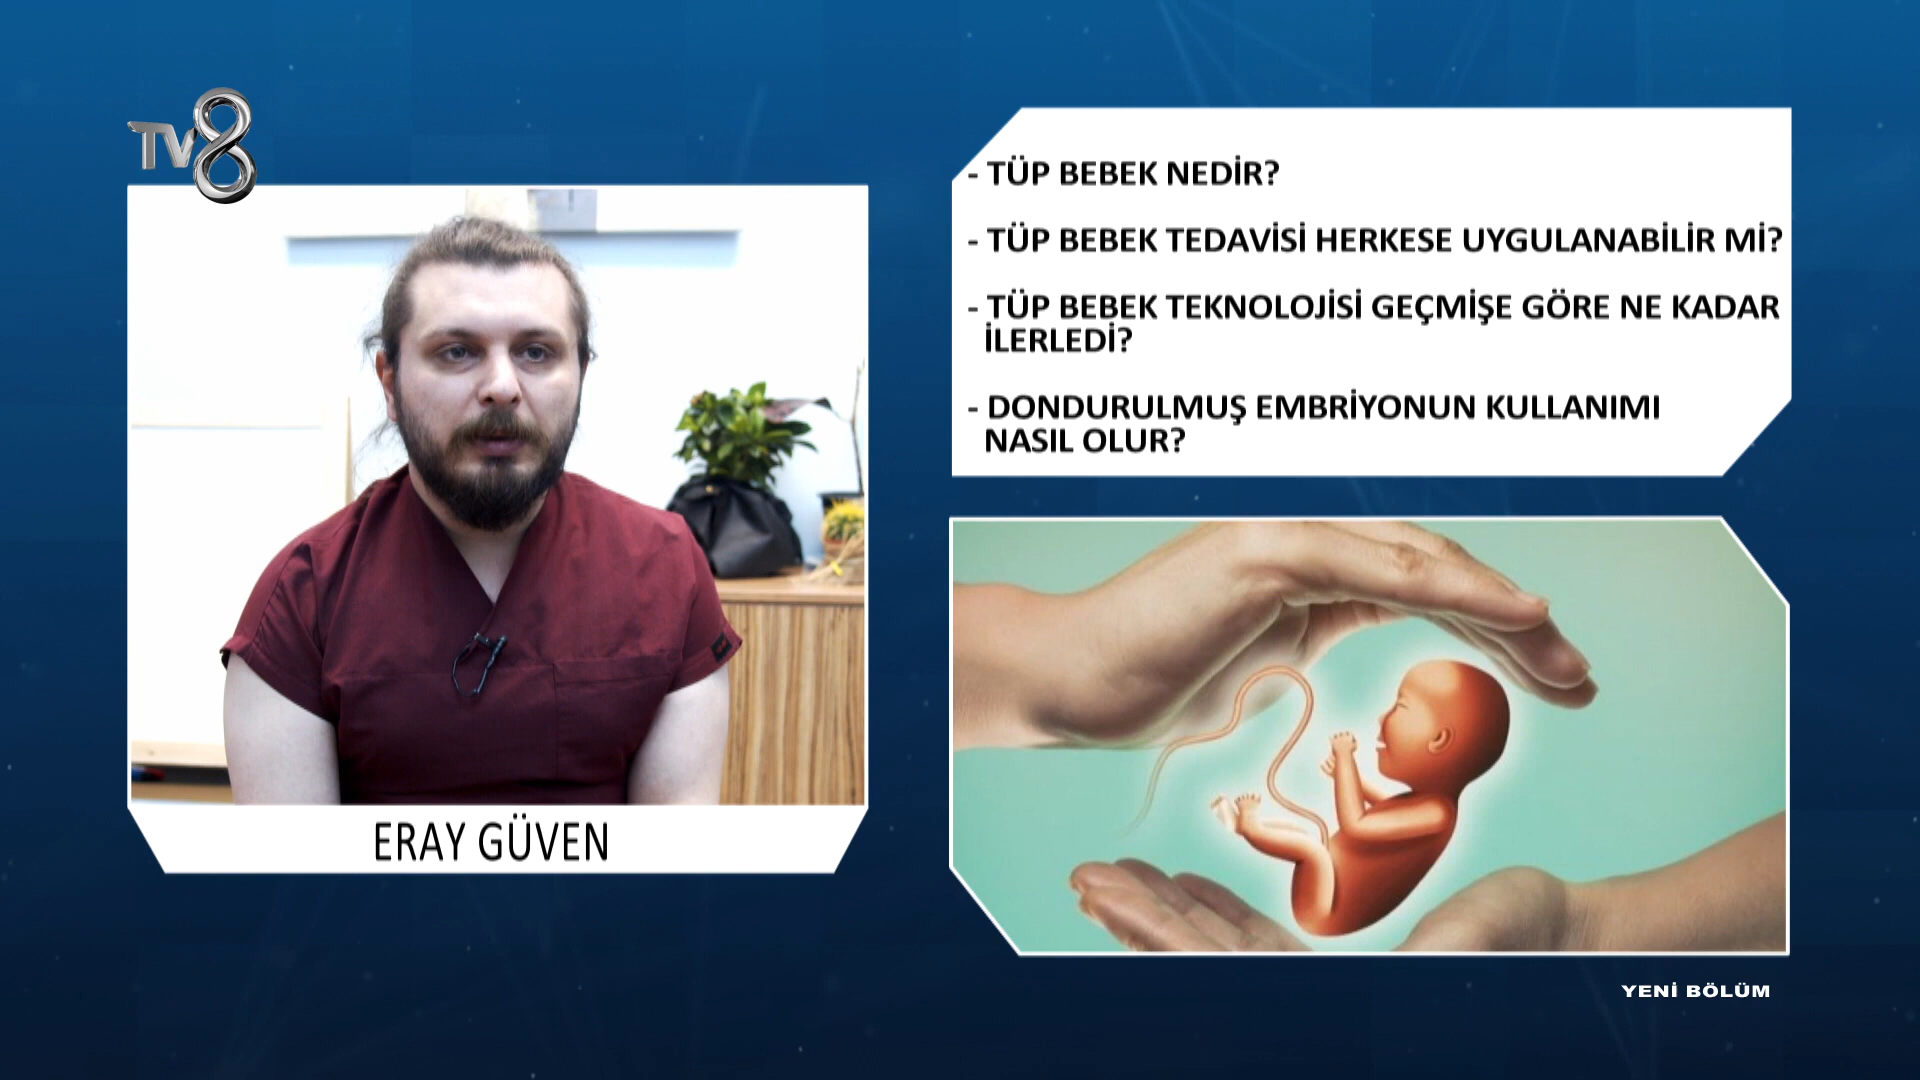 TV8
- TÜP BEBEK NEDİR?
- TÜP BEBEK TEDAVİSİ HERKESE UYGULANABİLİR Mİ?
- TÜP BEBEK TEKNOLOJİSİ GEÇMİŞE GÖRE NE KADAR
İLERLEDİ?
- DONDURULMUŞ EMBRİYONUN KULLANIMI
NASIL OLUR?
ERAY GÜVEN
YENİ BÖLÜM